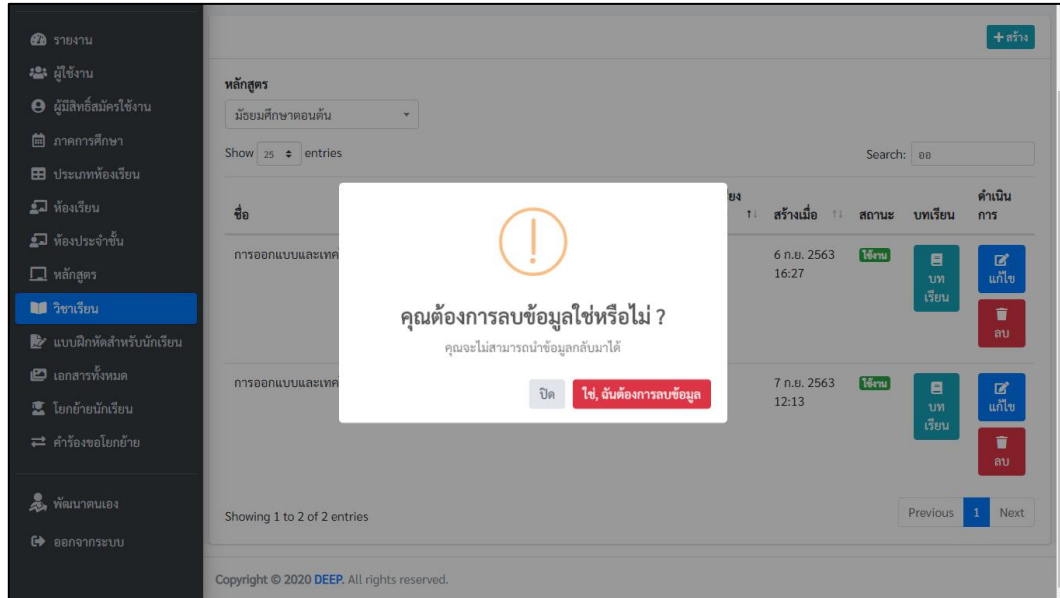 รายงาน
ผู้ใช้งาน
ผู้มีสิทธิ์สมัครใช้งาน
ภาคการศึกษา
ประเภทห้องเรียน
ห้องเรียน
ห้องประจำชั้น
หลักสูตร
วิชาเรียน
แบบฝึกหัดสำหรับนักเรียน
เอกสารทั้งหมด
โยกย้ายนักเรียน
คำร้องขอโยกย้าย
พัฒนาตนเอง
ออกจากระบบ
+ สร้าง
หลักสูตร
มัธยมศึกษาตอนต้น
Show 25 entries
Search: ออ
ชื่อ
สร้างเมื่อ
สถานะ
บทเรียน
ดำเนิน
การ
การออกแบบและเทค
6 ก.ย. 2563
16:27
ใช้งาน
บท
เรียน
แก้ไข
ลบ
คุณต้องการลบข้อมูลใช่หรือไม่ ?
คุณจะไม่สามารถนำข้อมูลกลับมาได้
ปิด
ใช่, ฉันต้องการลบข้อมูล
การออกแบบและเทค
7 ก.ย. 2563
12:13
ใช้งาน
บท
เรียน
แก้ไข
ลบ
Showing 1 to 2 of 2 entries
Previous 1 Next
Copyright © 2020 DEEP. All rights reserved.